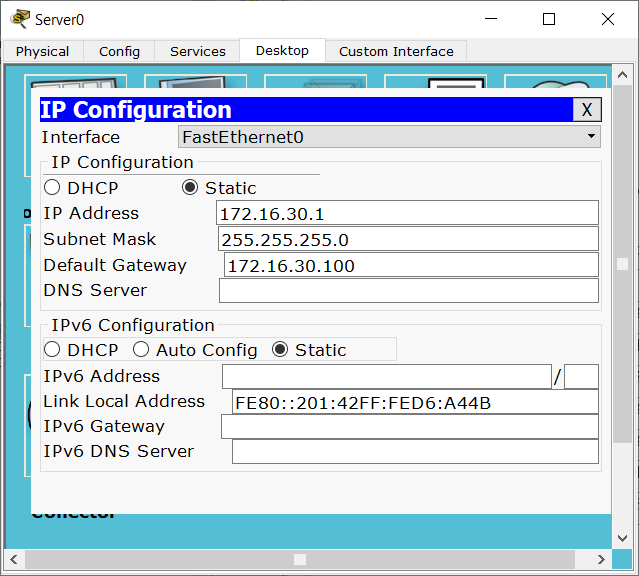 Server0
Physical Config Services Desktop Custom Interface
IP Configuration X
Interface FastEthernet0
IP Configuration
DHCP Static
IP Address 172.16.30.1
Subnet Mask 255.255.255.0
Default Gateway 172.16.30.100
DNS Server
IPv6 Configuration
DHCP Auto Config Static
IPv6 Address /
Link Local Address FE80::201:42FF:FED6:A44B
IPv6 Gateway
IPv6 DNS Server